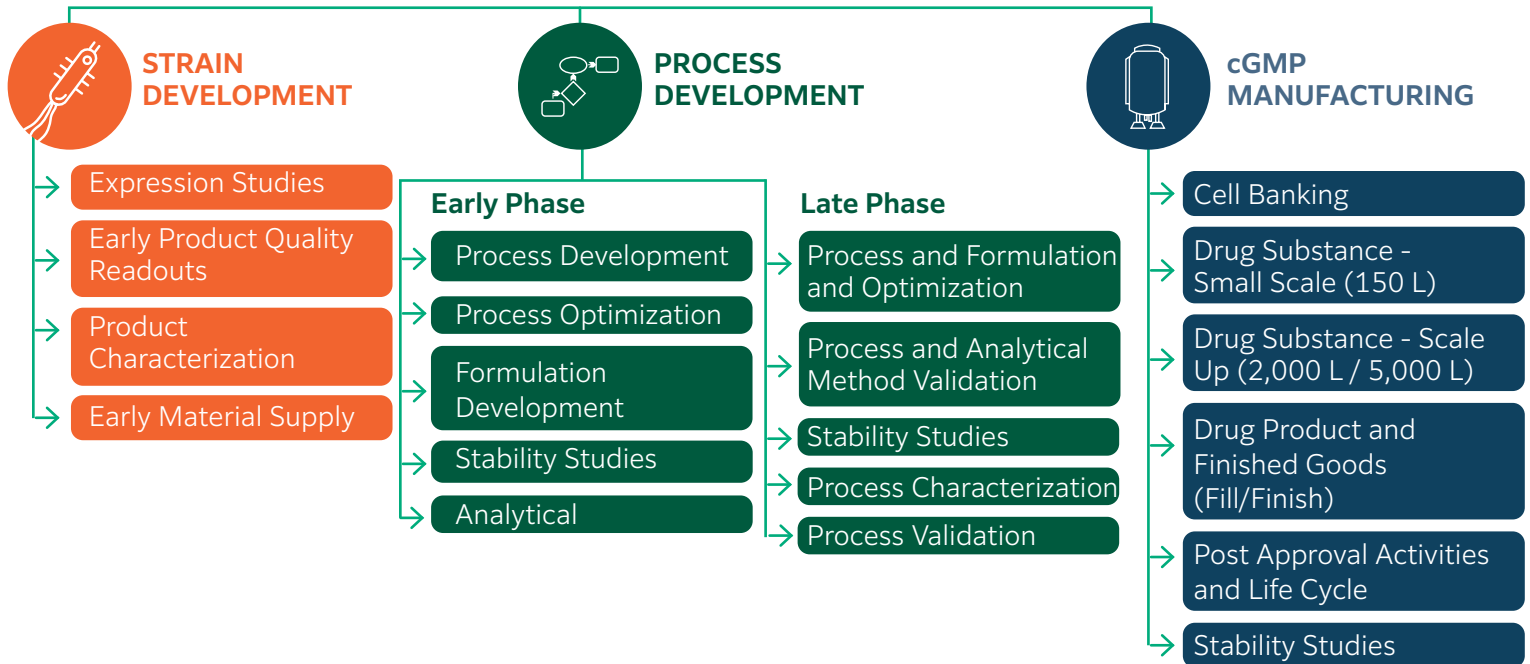 STRAIN
DEVELOPMENT
Expression Studies
Early Product Quality
Readouts
Product
Characterization
Early Material Supply
PROCESS
DEVELOPMENT
Early Phase
Process Development
Process Optimization
Formulation
Development
Stability Studies
Analytical
Late Phase
Process and Formulation
and Optimization
Process and Analytical
Method Validation
Stability Studies
Process Characterization
Process Validation
cGMP
MANUFACTURING
Cell Banking
Drug Substance -
Small Scale (150 L)
Drug Substance - Scale
Up (2,000 L / 5,000 L)
Drug Product and
Finished Goods
(Fill/Finish)
Post Approval Activities
and Life Cycle
Stability Studies